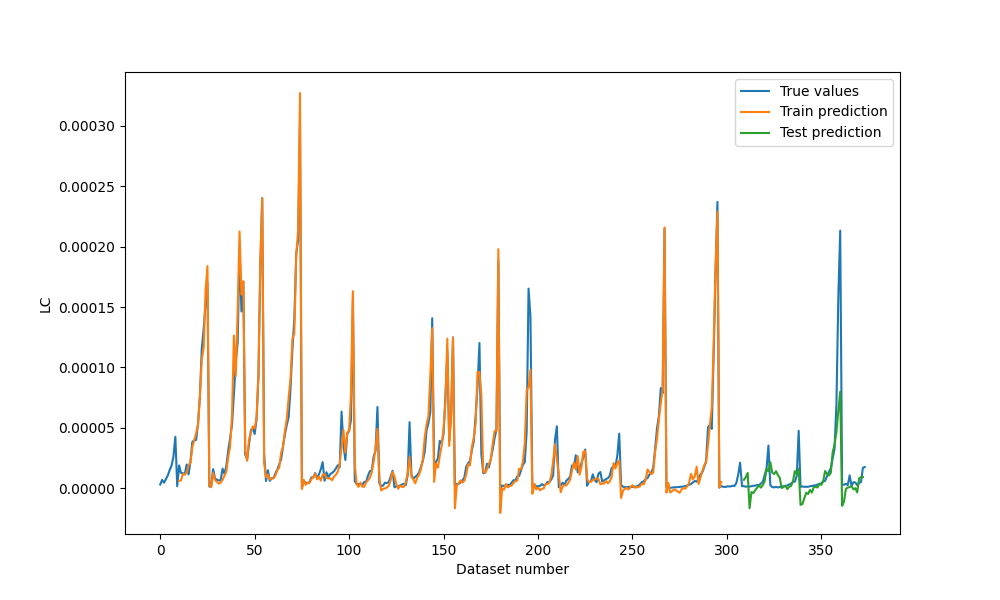 True values
Train prediction
Test prediction
0.00030
0.00025
0.00020
0.00015
0.00010
0.00005
0.00000
LC
0 50 100 150 200 250 300 350
Dataset number